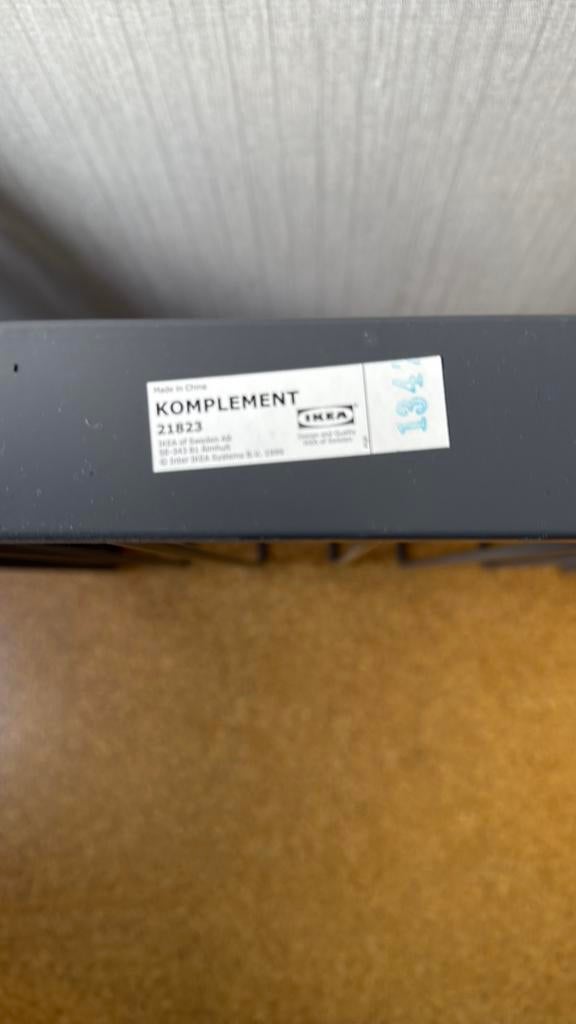 Made in China
KOMPLEMENT
21823
IKEA of Sweden AB
SE-343 81 Älmhult
© Inter IKEA Systems B.V. 1999
IKEA®
Design and Quality
IKEA of Sweden
1342